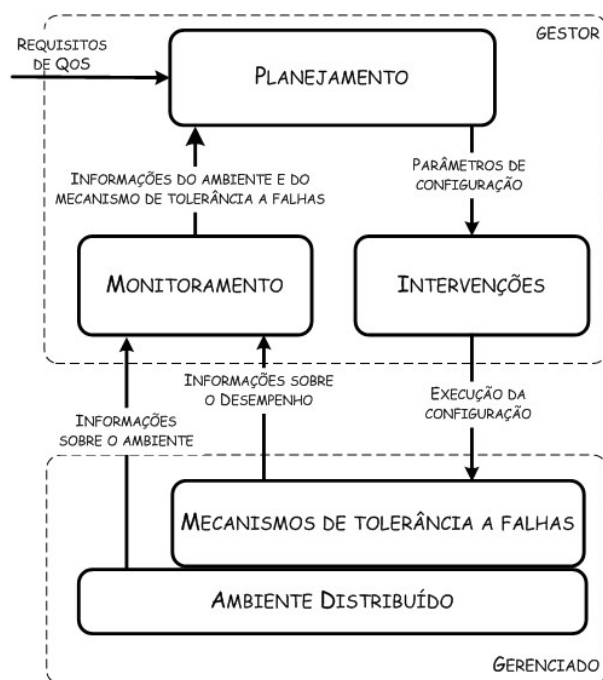 GESTOR
REQUISITOS
DE QOS
PLANEJAMENTO
INFORMAÇÕES DO AMBIENTE E DO
MECANISMO DE TOLERÂNCIA A FALHAS
PARÂMETROS DE
CONFIGURAÇÃO
MONITORAMENTO
INTERVENÇÕES
INFORMAÇÕES SOBRE
O DESEMPENHO
EXECUÇÃO DA
CONFIGURAÇÃO
INFORMAÇÕES
SOBRE O AMBIENTE
MECANISMOS DE TOLERÂNCIA A FALHAS
AMBIENTE DISTRIBUÍDO
GERENCIADO